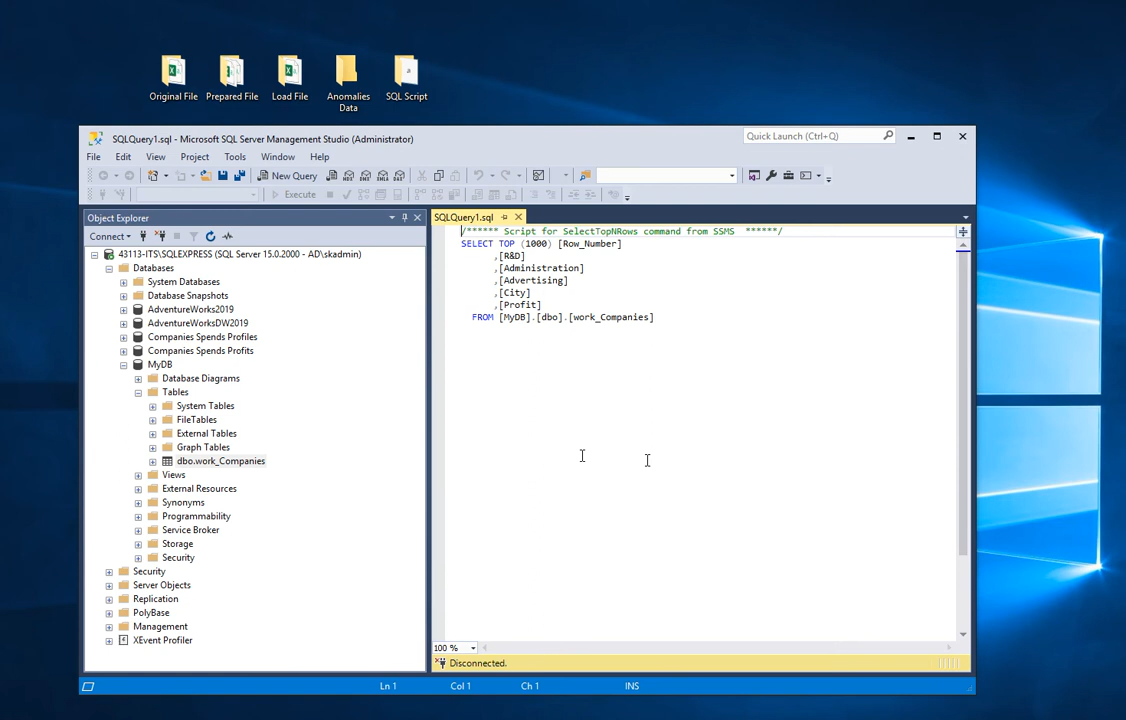 Original File
Prepared File
Load File
Anomalies
Data
SQL Script
SQLQuery1.sql - Microsoft SQL Server Management Studio (Administrator)
Quick Launch (Ctrl+Q)
File Edit View Project Tools Window Help
New Query
Execute
Object Explorer
Connect
43113-ITS\SQLEXPRESS (SQL Server 15.0.2000 - AD\skadmin)
Databases
System Databases
Database Snapshots
AdventureWorks2019
AdventureWorksDW2019
Companies Spends Profiles
Companies Spends Profits
MyDB
Database Diagrams
Tables
System Tables
FileTables
External Tables
Graph Tables
dbo.work_Companies
Views
External Resources
Synonyms
Programmability
Service Broker
Storage
Security
Security
Server Objects
Replication
PolyBase
Management
XEvent Profiler
SQLQuery1.sql
/****** Script for SelectTopNRows command from SSMS ******/
SELECT TOP (1000) [Row_Number]
,[R&D]
,[Administration]
,[Advertising]
,[City]
,[Profit]
FROM [MyDB].[dbo].[work_Companies]
100 %
Disconnected.
Ln 1 Col 1 Ch 1 INS